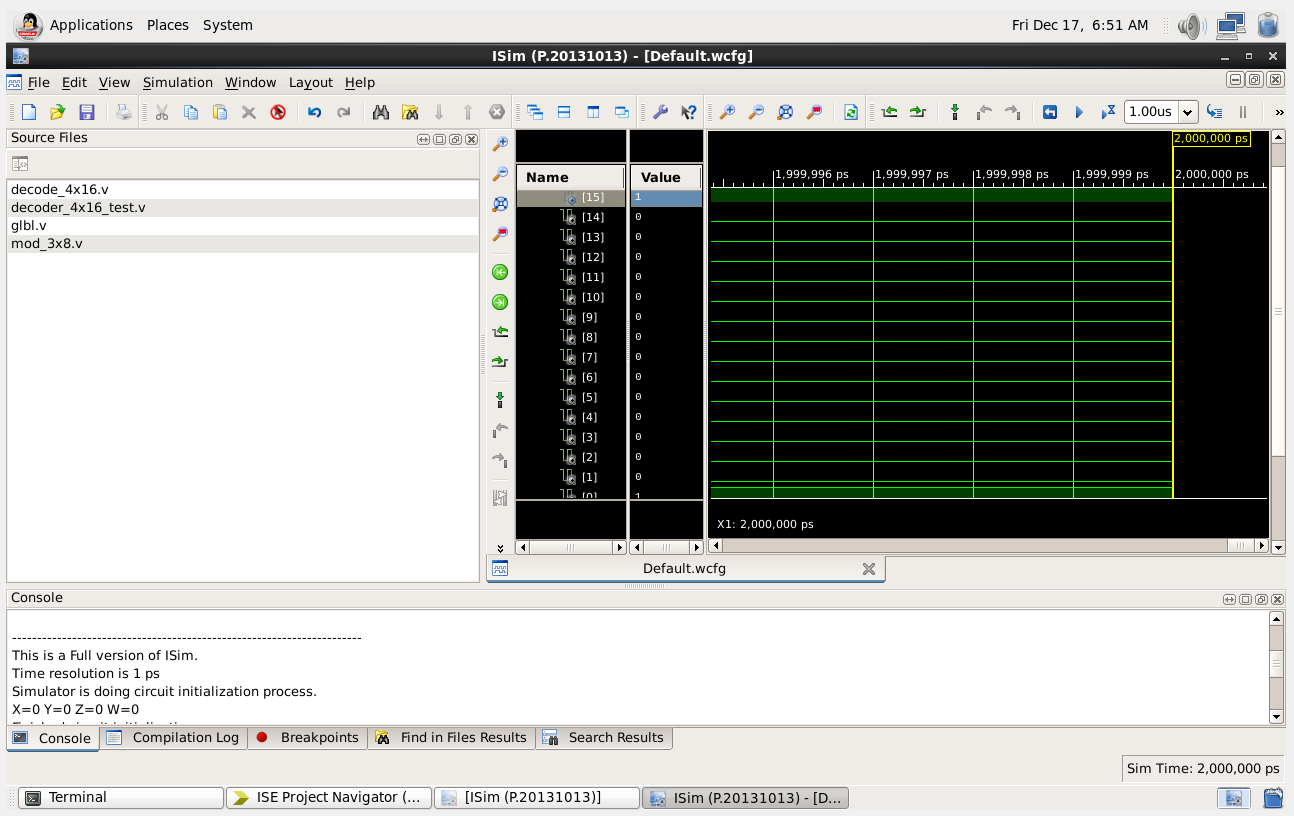 Applications Places System Fri Dec 17, 6:51 AM
ISim (P.20131013) - [Default.wcfg]
File Edit View Simulation Window Layout Help
1.00us
»
Source Files
decode_4x16.v
decoder_4x16_test.v
glbl.v
mod_3x8.v
Name Value
[15] 1
[14] 0
[13] 0
[12] 0
[11] 0
[10] 0
[9] 0
[8] 0
[7] 0
[6] 0
[5] 0
[4] 0
[3] 0
[2] 0
[1] 0
[0] 1
2,000,000 ps
1,999,996 ps 1,999,997 ps 1,999,998 ps 1,999,999 ps 2,000,000 ps
X1: 2,000,000 ps
Default.wcfg
Console
----------------------------------------------------------------------
This is a Full version of ISim.
Time resolution is 1 ps
Simulator is doing circuit initialization process.
X=0 Y=0 Z=0 W=0
Console Compilation Log Breakpoints Find in Files Results Search Results
Sim Time: 2,000,000 ps
Terminal ISE Project Navigator (... [ISim (P.20131013)] ISim (P.20131013) - [D...